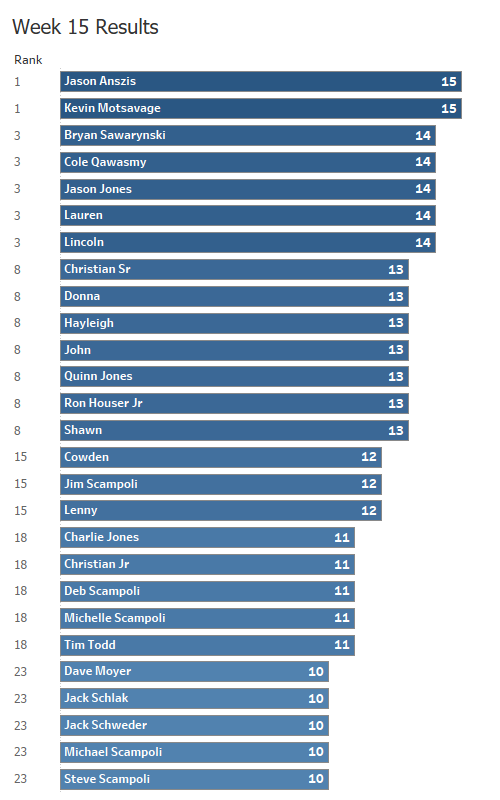 Week 15 Results
Rank
1 Jason Anszis 15
1 Kevin Motsavage 15
3 Bryan Sawarynski 14
3 Cole Qawasmy 14
3 Jason Jones 14
3 Lauren 14
3 Lincoln 14
8 Christian Sr 13
8 Donna 13
8 Hayleigh 13
8 John 13
8 Quinn Jones 13
8 Ron Houser Jr 13
8 Shawn 13
15 Cowden 12
15 Jim Scampoli 12
15 Lenny 12
18 Charlie Jones 11
18 Christian Jr 11
18 Deb Scampoli 11
18 Michelle Scampoli 11
18 Tim Todd 11
23 Dave Moyer 10
23 Jack Schlak 10
23 Jack Schweder 10
23 Michael Scampoli 10
23 Steve Scampoli 10